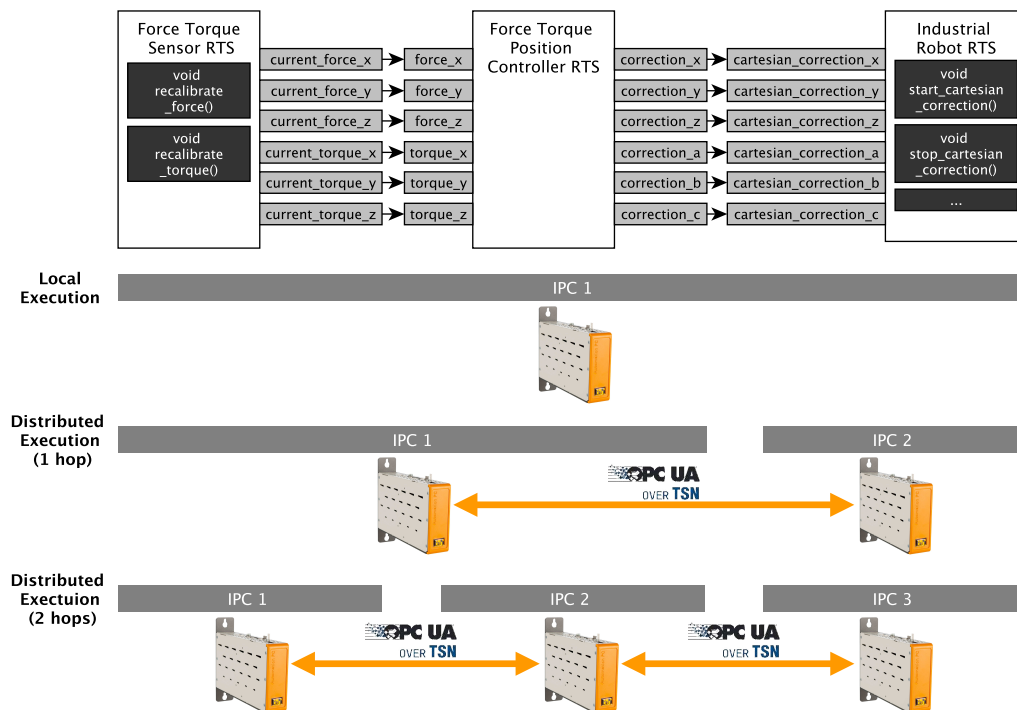 Force Torque
Sensor RTS
void
recalibrate
_force()
void
recalibrate
_torque()
current_force_x
current_force_y
current_force_z
current_torque_x
current_torque_y
current_torque_z
force_x
force_y
force_z
torque_x
torque_y
torque_z
Force Torque
Position
Controller RTS
correction_x
correction_y
correction_z
correction_a
correction_b
correction_c
cartesian_correction_x
cartesian_correction_y
cartesian_correction_z
cartesian_correction_a
cartesian_correction_b
cartesian_correction_c
Industrial
Robot RTS
void
start_cartesian
_correction()
void
stop_cartesian
_correction()
...
Local
Execution
IPC 1
Distributed
Execution
(1 hop)
IPC 1
IPC 2
OPC UA
OVER TSN
Distributed
Exectuion
(2 hops)
IPC 1
IPC 2
IPC 3
OPC UA
OVER TSN
OPC UA
OVER TSN